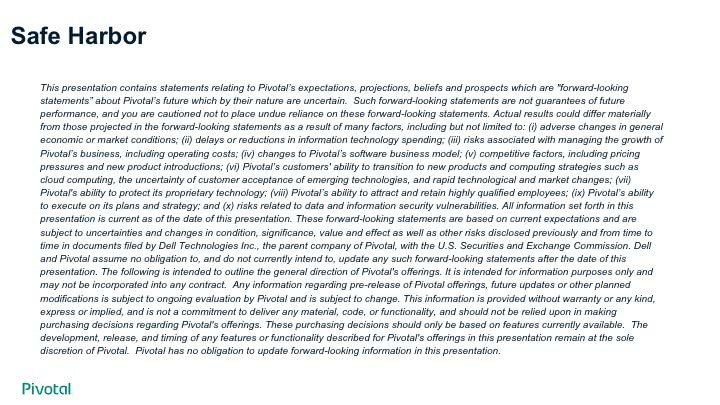 Safe Harbor
This presentation contains statements relating to Pivotal's expectations, projections, beliefs and prospects which are "forward-looking
statements" about Pivotal's future which by their nature are uncertain. Such forward-looking statements are not guarantees of future
performance, and you are cautioned not to place undue reliance on these forward-looking statements. Actual results could differ materially
from those projected in the forward-looking statements as a result of many factors, including but not limited to: (i) adverse changes in general
economic or market conditions; (ii) delays or reductions in information technology spending; (iii) risks associated with managing the growth of
Pivotal's business, including operating costs; (iv) changes to Pivotal's software business model; (v) competitive factors, including pricing
pressures and new product introductions; (vi) Pivotal's customers' ability to transition to new products and computing strategies such as
cloud computing, the uncertainty of customer acceptance of emerging technologies, and rapid technological and market changes; (vii)
Pivotal's ability to protect its proprietary technology; (viii) Pivotal's ability to attract and retain highly qualified employees; (ix) Pivotal's ability
to execute on its plans and strategy; and (x) risks related to data and information security vulnerabilities. All information set forth in this
presentation is current as of the date of this presentation. These forward-looking statements are based on current expectations and are
subject to uncertainties and changes in condition, significance, value and effect as well as other risks disclosed previously and from time to
time in documents filed by Dell Technologies Inc., the parent company of Pivotal, with the U.S. Securities and Exchange Commission. Dell
and Pivotal assume no obligation to, and do not currently intend to, update any such forward-looking statements after the date of this
presentation. The following is intended to outline the general direction of Pivotal's offerings. It is intended for information purposes only and
may not be incorporated into any contract. Any information regarding pre-release of Pivotal offerings, future updates or other planned
modifications is subject to ongoing evaluation by Pivotal and is subject to change. This information is provided without warranty or any kind,
express or implied, and is not a commitment to deliver any material, code, or functionality, and should not be relied upon in making
purchasing decisions regarding Pivotal's offerings. These purchasing decisions should only be based on features currently available. The
development, release, and timing of any features or functionality described for Pivotal's offerings in this presentation remain at the sole
discretion of Pivotal. Pivotal has no obligation to update forward-looking information in this presentation.
Pivotal